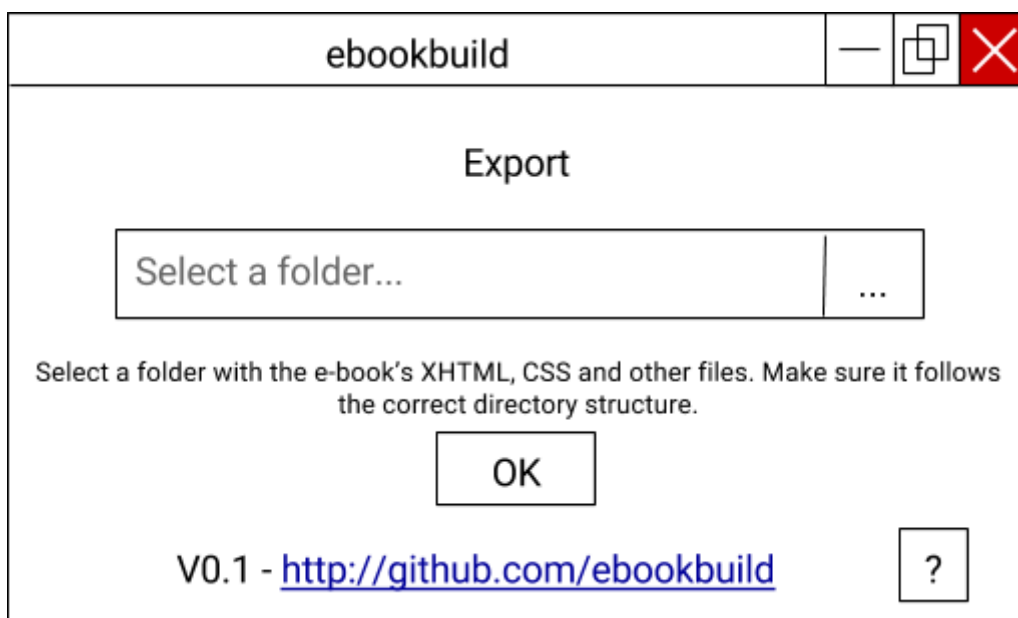 ebookbuild
Export
Select a folder...
...
Select a folder with the e-book’s XHTML, CSS and other files. Make sure it follows
the correct directory structure.
OK
V0.1 - http://github.com/ebookbuild
?